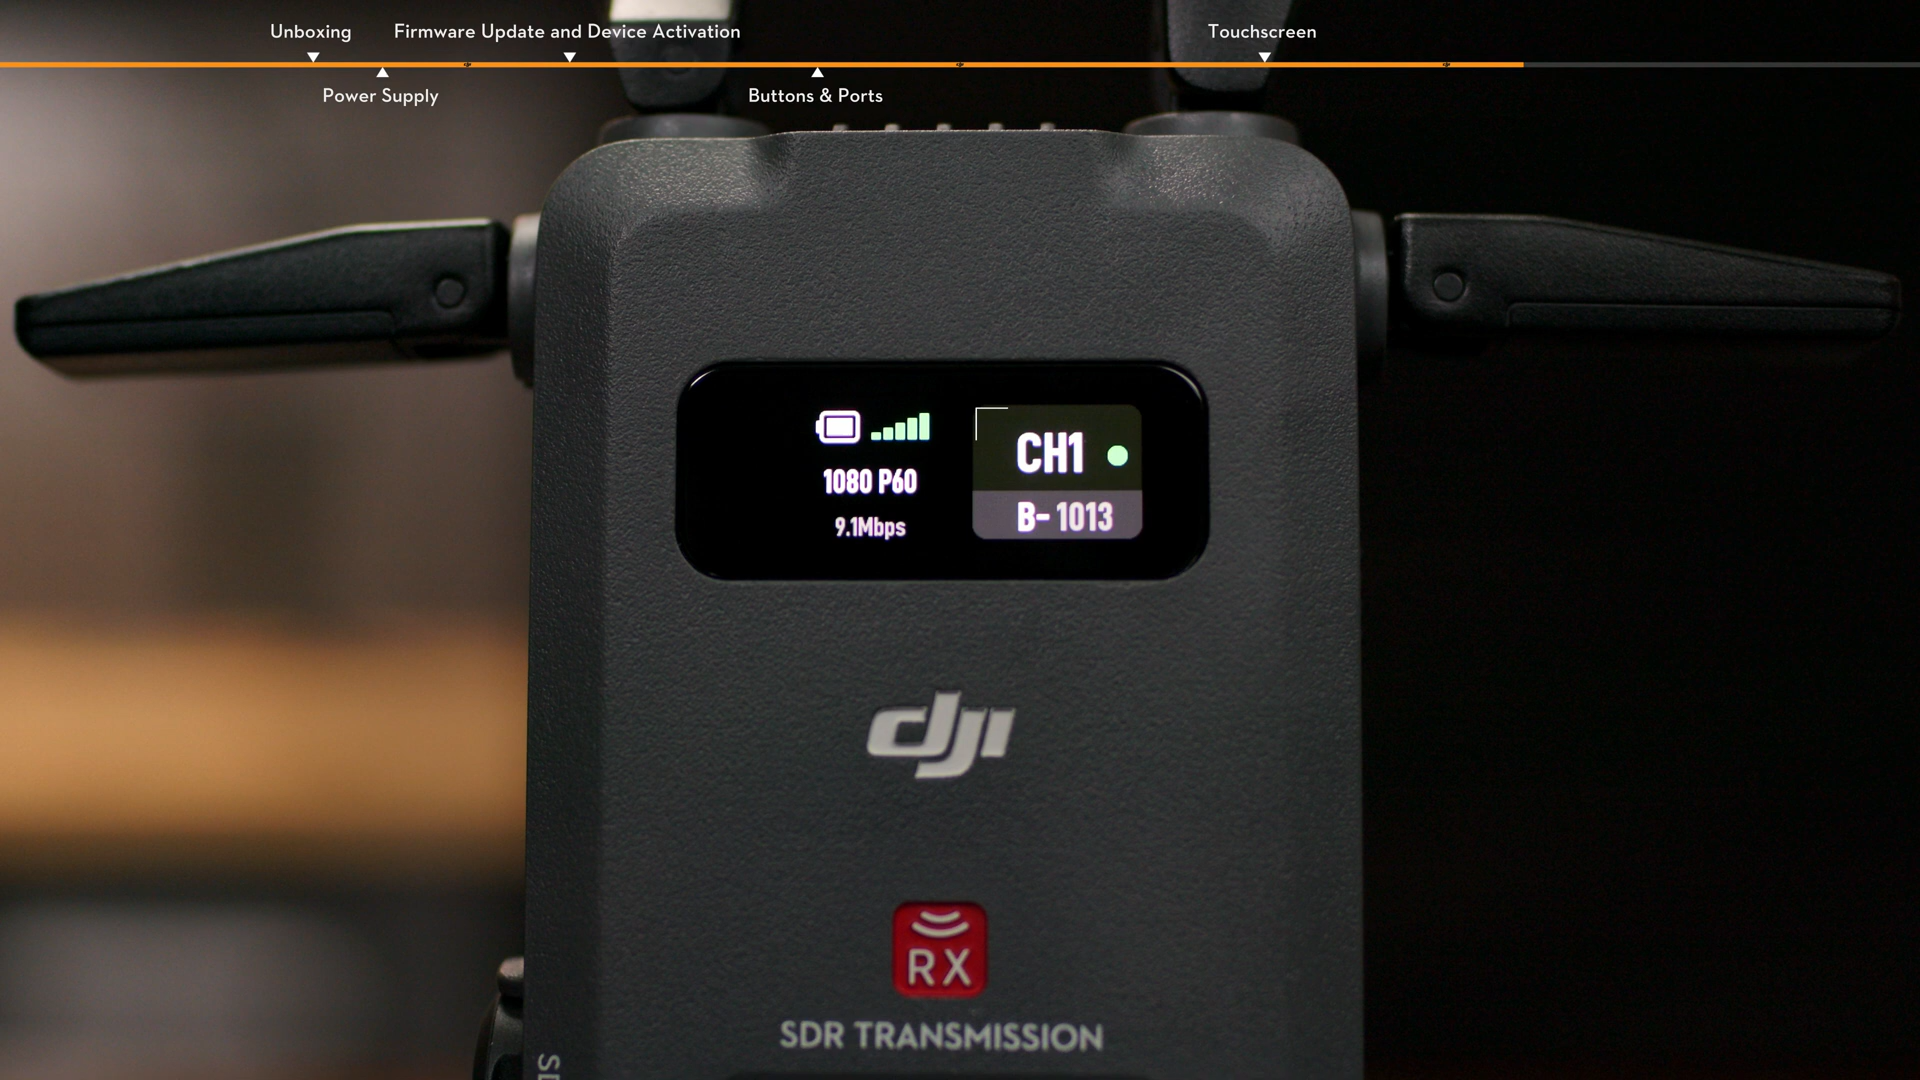 Unboxing
Firmware Update and Device Activation
Touchscreen
Power Supply
Buttons & Ports
1080 P60
9.1Mbps
CH1
B- 1013
dji
RX
SDR TRANSMISSION